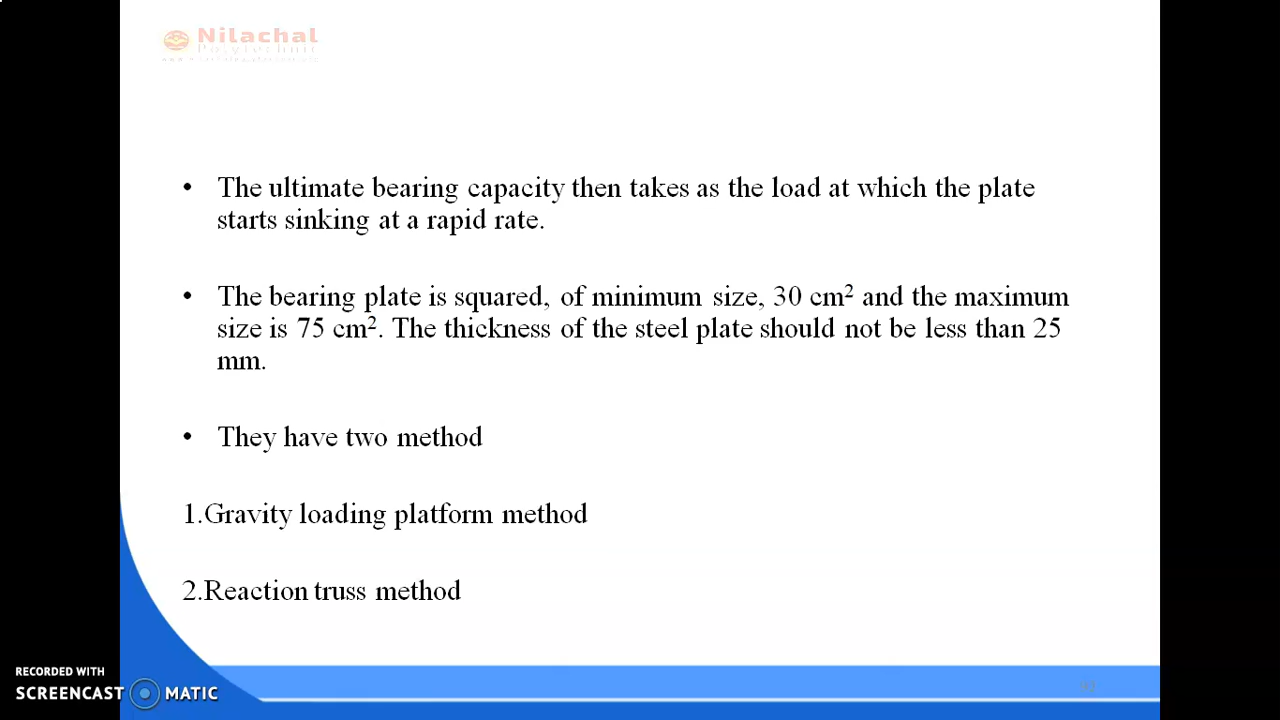 Nilachal
Polytechnic
• The ultimate bearing capacity then takes as the load at which the plate
starts sinking at a rapid rate.
• The bearing plate is squared, of minimum size, 30 cm² and the maximum
size is 75 cm². The thickness of the steel plate should not be less than 25
mm.
• They have two method
1.Gravity loading platform method
2.Reaction truss method
RECORDED WITH
SCREENCAST MATIC